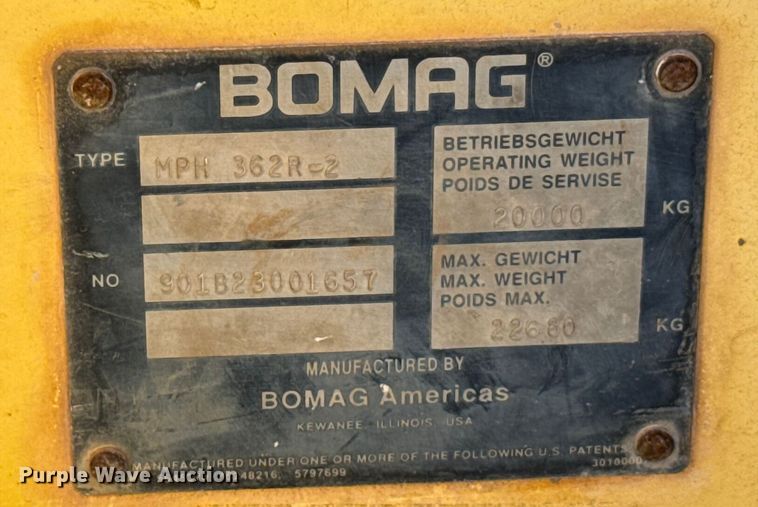 BOMAG®
TYPE MPH 362R-2
BETRIEBSGEWICHT
OPERATING WEIGHT
POIDS DE SERVISE
20000 KG
NO 901B23001657
MAX. GEWICHT
MAX. WEIGHT
POIDS MAX.
22680 KG
MANUFACTURED BY
BOMAG Americas
KEWANEE, ILLINOIS, USA
MANUFACTURED UNDER ONE OR MORE OF THE FOLLOWING U.S. PATENTS
48216, 5797699
Purple Wave Auction